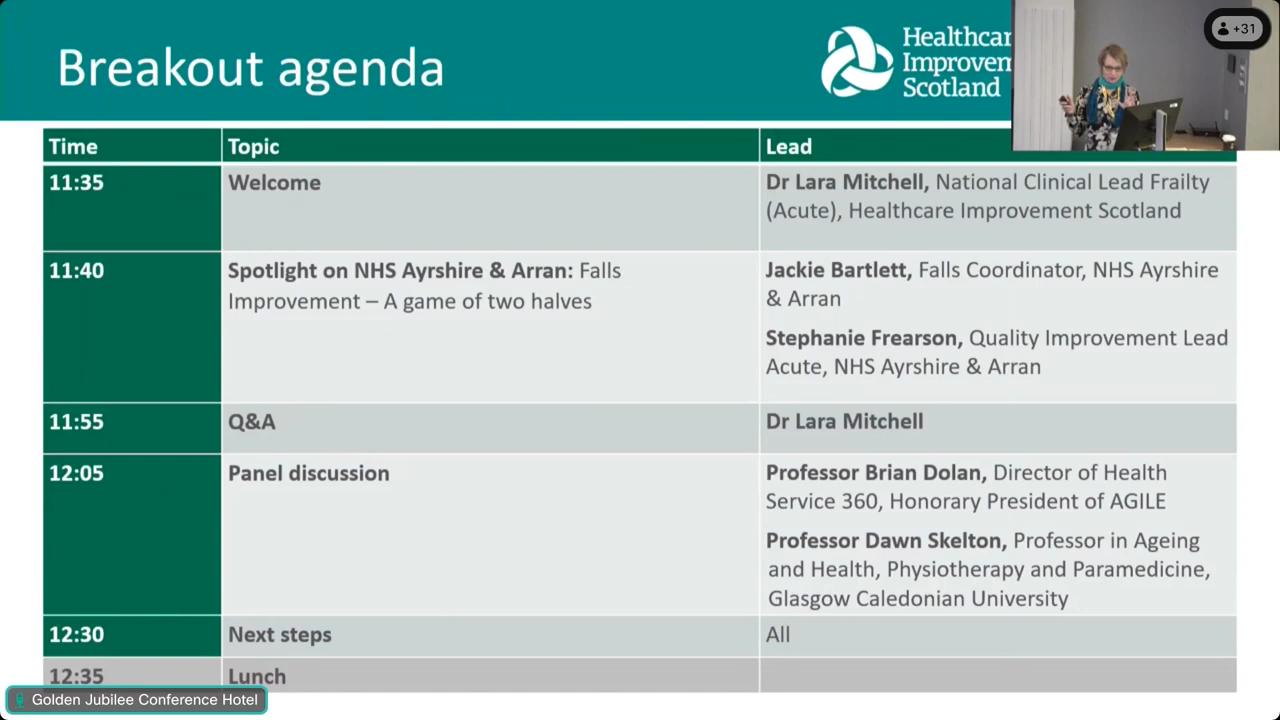 Breakout agenda
Healthcar
Improvem
Scotland
+31
Time Topic Lead
11:35 Welcome Dr Lara Mitchell, National Clinical Lead Frailty
(Acute), Healthcare Improvement Scotland
11:40 Spotlight on NHS Ayrshire & Arran: Falls
Improvement – A game of two halves
Jackie Bartlett, Falls Coordinator, NHS Ayrshire
& Arran
Stephanie Frearson, Quality Improvement Lead
Acute, NHS Ayrshire & Arran
11:55 Q&A Dr Lara Mitchell
12:05 Panel discussion Professor Brian Dolan, Director of Health
Service 360, Honorary President of AGILE
Professor Dawn Skelton, Professor in Ageing
and Health, Physiotherapy and Paramedicine,
Glasgow Caledonian University
12:30 Next steps All
12:35 Lunch
Golden Jubilee Conference Hotel